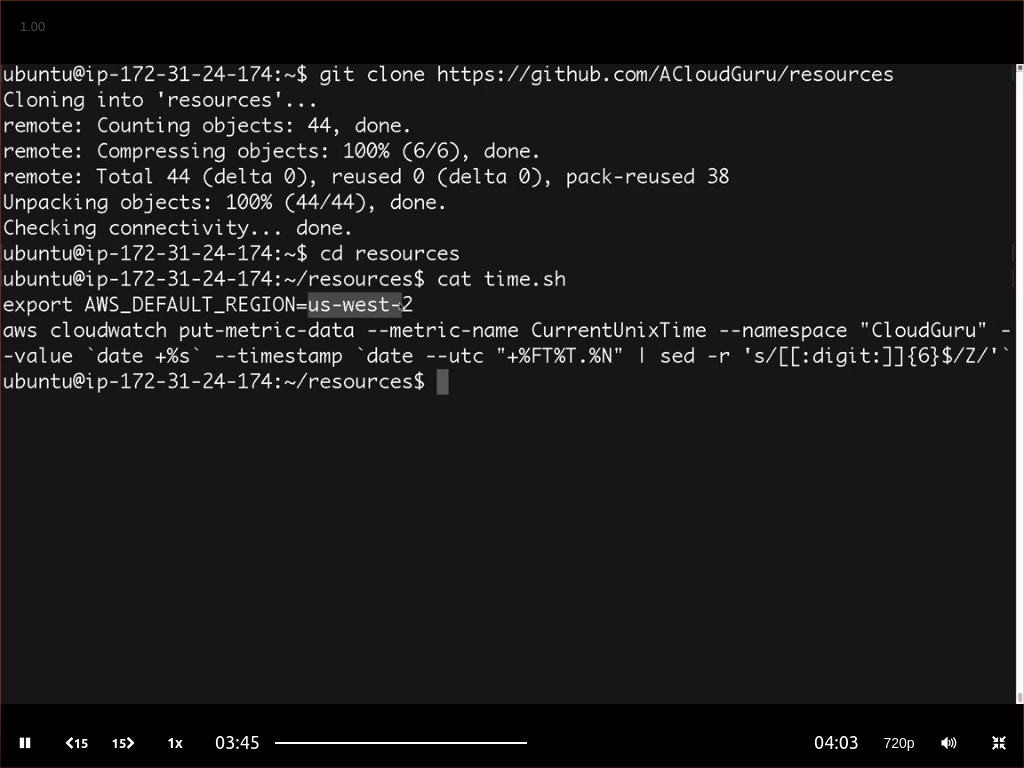 1.00
ubuntu@ip-172-31-24-174:~$ git clone https://github.com/ACloudGuru/resources
Cloning into 'resources'...
remote: Counting objects: 44, done.
remote: Compressing objects: 100% (6/6), done.
remote: Total 44 (delta 0), reused 0 (delta 0), pack-reused 38
Unpacking objects: 100% (44/44), done.
Checking connectivity... done.
ubuntu@ip-172-31-24-174:~$ cd resources
ubuntu@ip-172-31-24-174:~/resources$ cat time.sh
export AWS_DEFAULT_REGION=us-west-2
aws cloudwatch put-metric-data --metric-name CurrentUnixTime --namespace "CloudGuru" -
-value `date +%s` --timestamp `date --utc "+%FT%T.%N" | sed -r 's/[[:digit:]]{6}$/Z/'`
ubuntu@ip-172-31-24-174:~/resources$
15 15 1x 03:45 04:03 720p